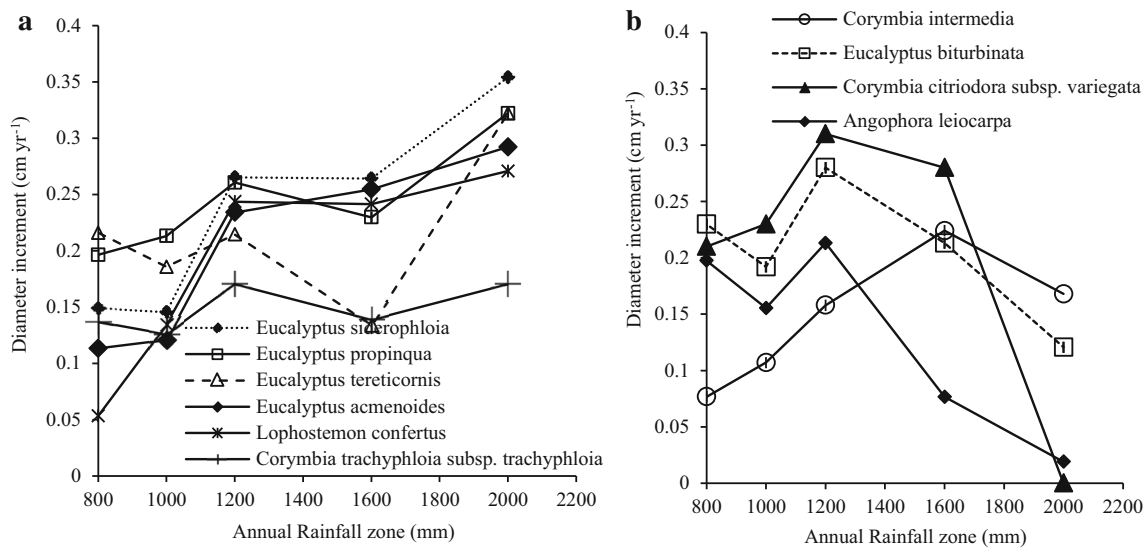 a
0.4
0.35
0.3
0.25
0.2
0.15
0.1
0.05
0
Diameter increment (cm yr⁻¹)
800 1000 1200 1400 1600 1800 2000 2200
Annual Rainfall zone (mm)
Eucalyptus siderophloia
Eucalyptus propinqua
Eucalyptus tereticornis
Eucalyptus acmenoides
Lophostemon confertus
Corymbia trachyphloia subsp. trachyphloia
b
Corymbia intermedia
Eucalyptus biturbinata
Corymbia citriodora subsp. variegata
Angophora leiocarpa
0.4
0.35
0.3
0.25
0.2
0.15
0.1
0.05
0
Diameter increment (cm yr⁻¹)
800 1000 1200 1400 1600 1800 2000 2200
Annual Rainfall zone (mm)